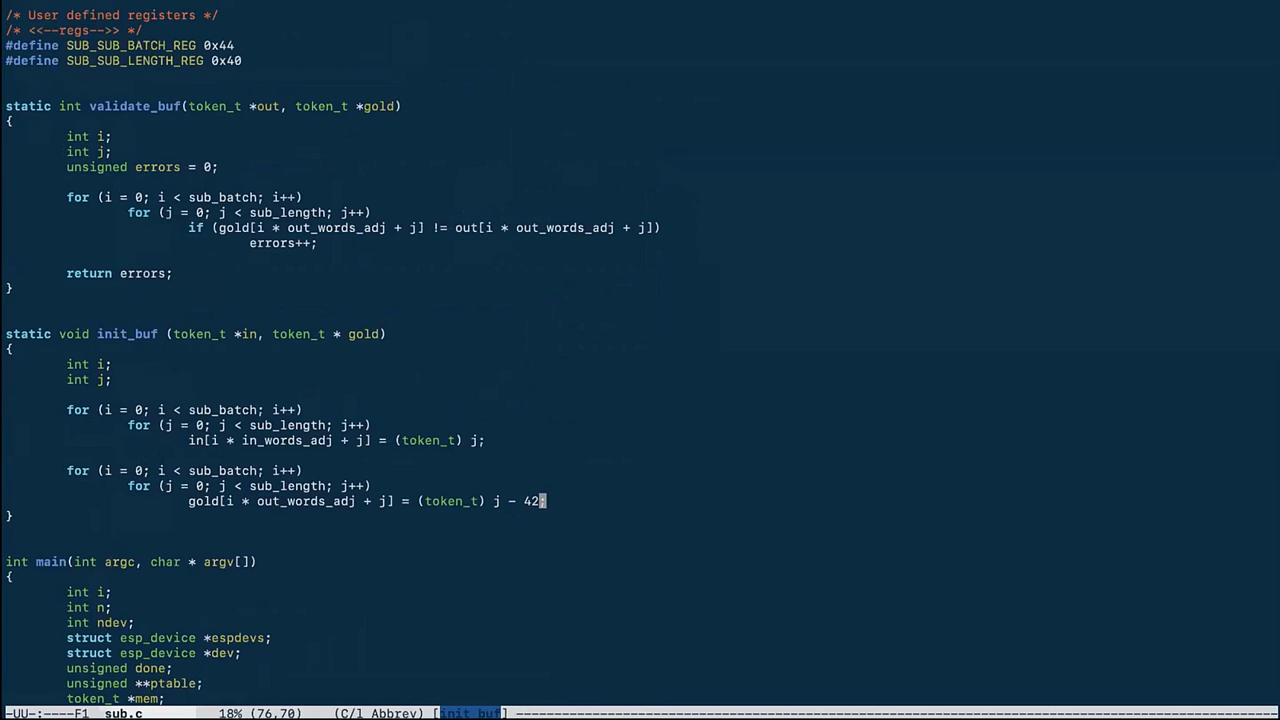 /* User defined registers */
/* <<--regs-->> */
#define SUB_SUB_BATCH_REG 0x44
#define SUB_SUB_LENGTH_REG 0x40
static int validate_buf(token_t *out, token_t *gold)
{
int i;
int j;
unsigned errors = 0;
for (i = 0; i < sub_batch; i++)
for (j = 0; j < sub_length; j++)
if (gold[i * out_words_adj + j] != out[i * out_words_adj + j])
errors++;
return errors;
}
static void init_buf (token_t *in, token_t * gold)
{
int i;
int j;
for (i = 0; i < sub_batch; i++)
for (j = 0; j < sub_length; j++)
in[i * in_words_adj + j] = (token_t) j;
for (i = 0; i < sub_batch; i++)
for (j = 0; j < sub_length; j++)
gold[i * out_words_adj + j] = (token_t) j - 42;
}
int main(int argc, char * argv[])
{
int i;
int n;
int ndev;
struct esp_device *espdevs;
struct esp_device *dev;
unsigned done;
unsigned **ptable;
token_t *mem;
-UU-:----F1 sub.c 18% (76,70) (C/l Abbrev) [init_buf] --------------------------------------------------------------------------------------------------